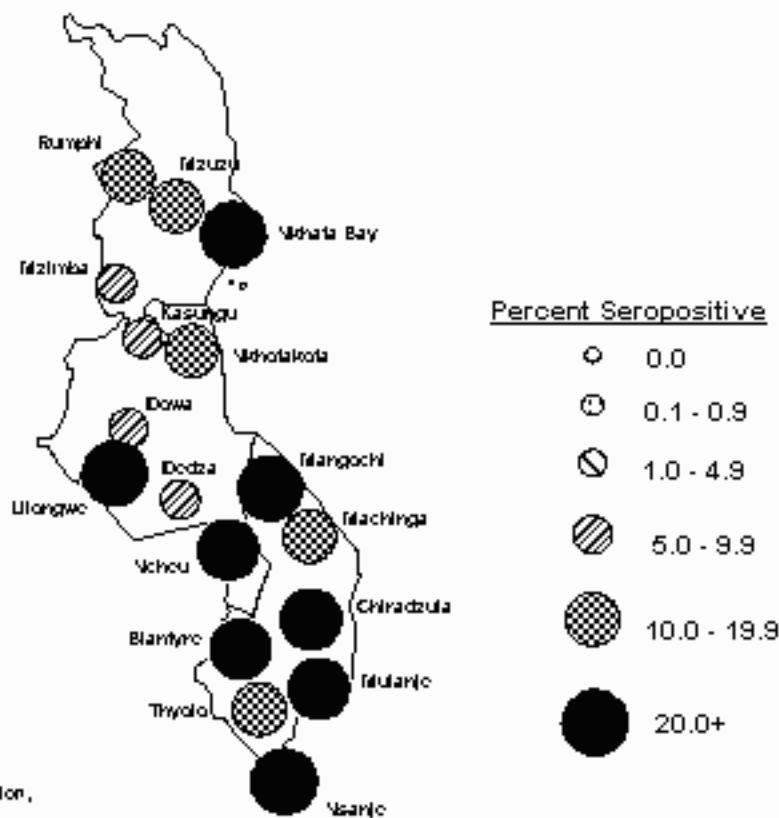 Rumphi
Mzuzu
Nkhata Bay
Mzimba
Kasungu
Nkhotakota
Dowa
Dedza
Mangochi
Lilongwe
Machinga
Ncheu
Chiradzula
Blantyre
Mulanje
Thyolo
Nsanje
Percent Seropositive
0.0
0.1 - 0.9
1.0 - 4.9
5.0 - 9.9
10.0 - 19.9
20.0+